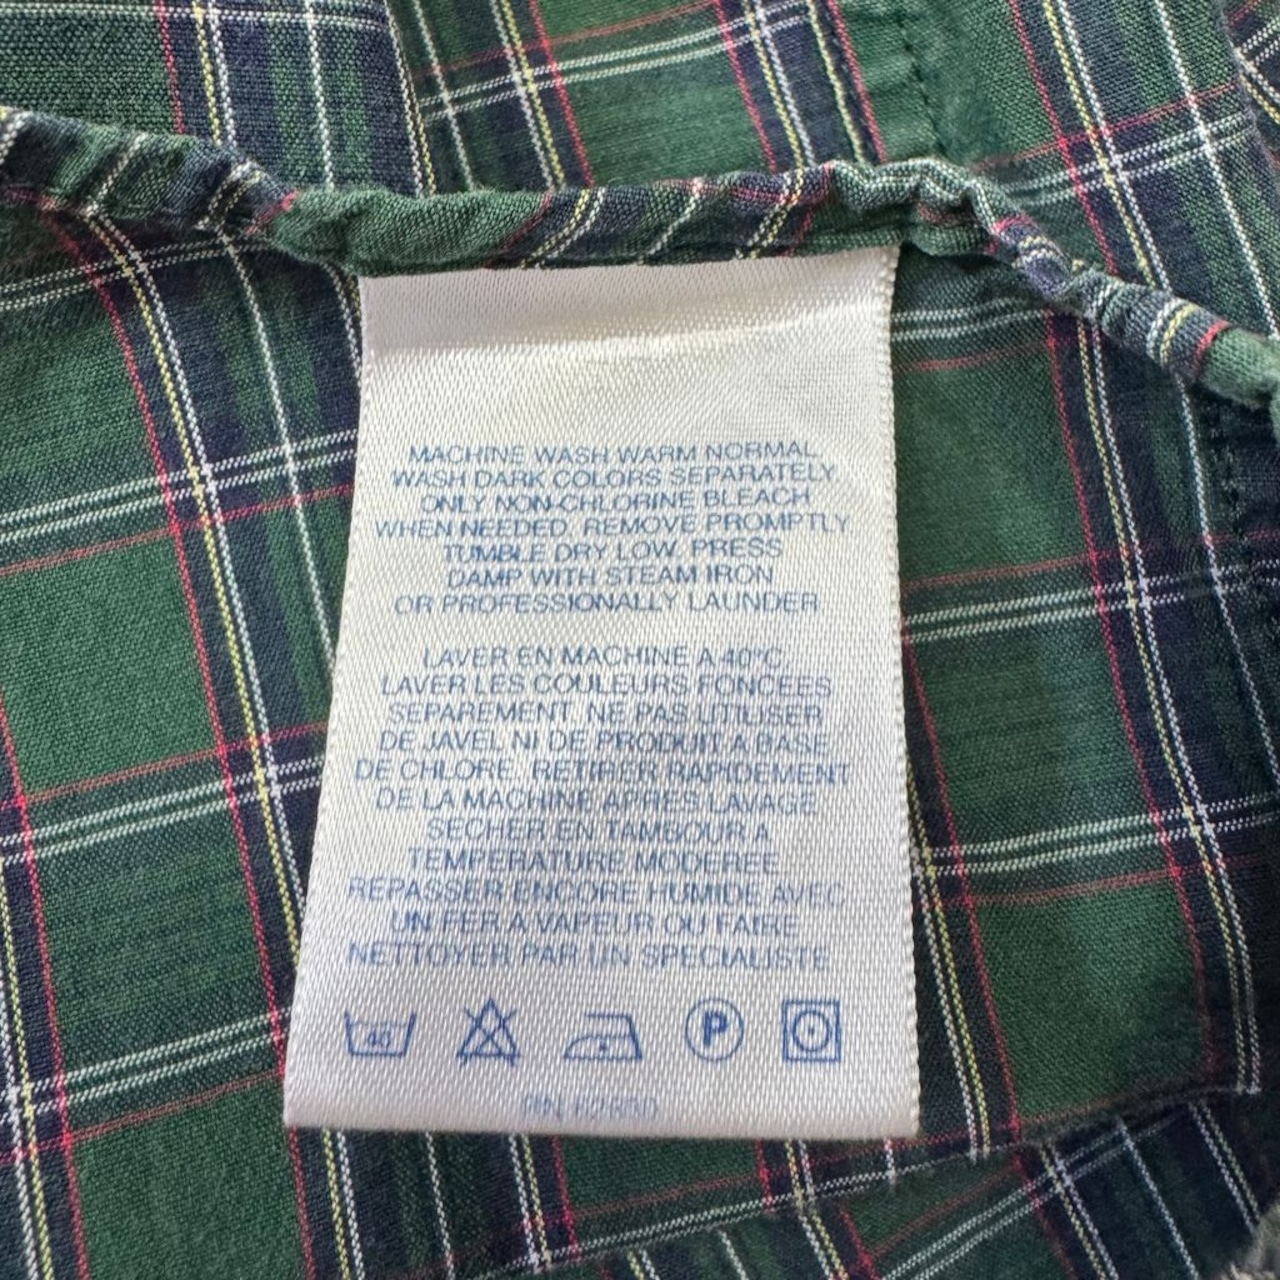 MACHINE WASH WARM NORMAL
WASH DARK COLORS SEPARATELY
ONLY NON-CHLORINE BLEACH
WHEN NEEDED. REMOVE PROMPTLY
TUMBLE DRY LOW. PRESS
DAMP WITH STEAM IRON
OR PROFESSIONALLY LAUNDER
LAVER EN MACHINE A 40°C.
LAVER LES COULEURS FONCEES
SEPAREMENT. NE PAS UTILISER
DE JAVEL NI DE PRODUIT A BASE
DE CHLORE. RETIRER RAPIDEMENT
DE LA MACHINE APRES LAVAGE
SECHER EN TAMBOUR A
TEMPERATURE MODEREE
REPASSER ENCORE HUMIDE AVEC
UN FER A VAPEUR OU FAIRE
NETTOYER PAR UN SPECIALISTE
40 P
RN